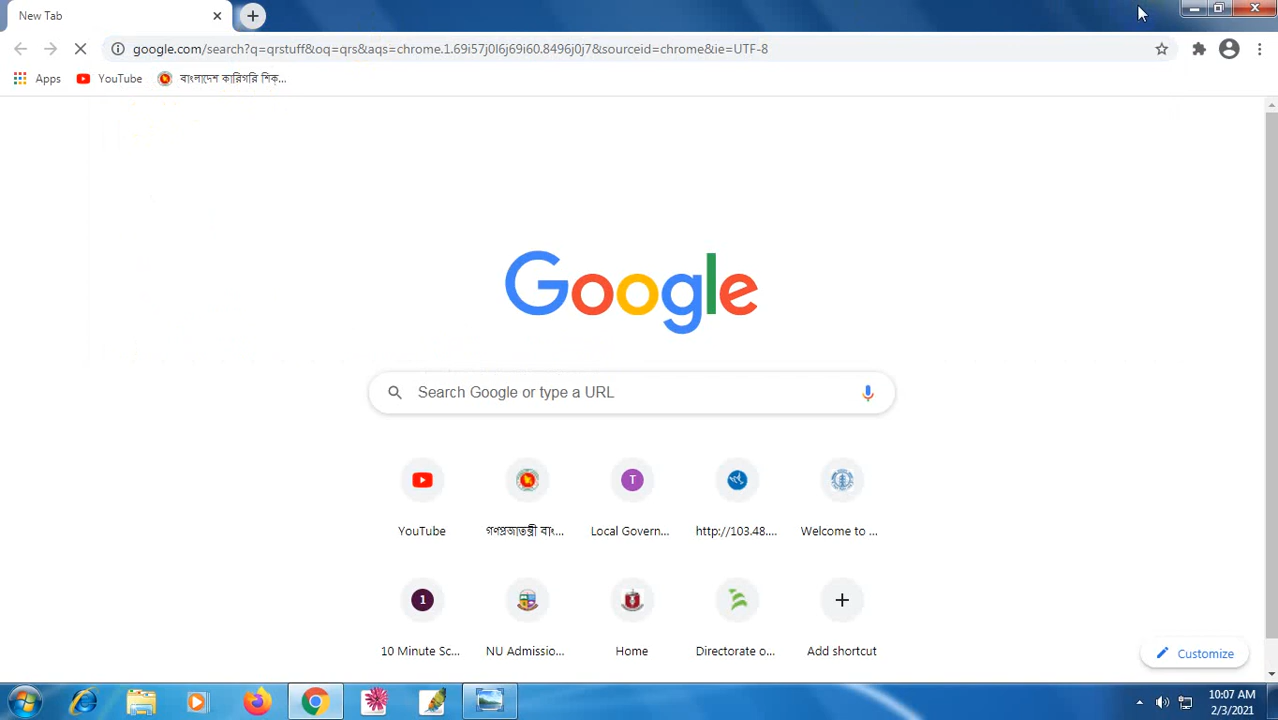 New Tab
google.com/search?q=qrstuff&oq=qrs&aqs=chrome.1.69i57j0l6j69i60.8496j0j7&sourceid=chrome&ie=UTF-8
Apps YouTube বাংলাদেশ কারিগরি শিক্...
Google
Search Google or type a URL
YouTube গণপ্রজাতন্ত্রী বাং... Local Govern... http://103.48.... Welcome to ...
1 10 Minute Sc... NU Admissio... Home Directorate o... Add shortcut
Customize
10:07 AM
2/3/2021